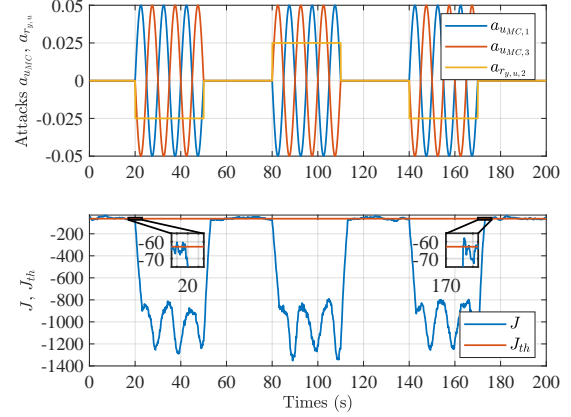 Attacks a_{u_{MC}}, a_{r_{y,u}}
0.05
0.025
0
-0.025
-0.05
a_{u_{MC,1}}
a_{u_{MC,3}}
a_{r_{y,u,2}}
0 20 40 60 80 100 120 140 160 180 200
J, J_{th}
-200
-400
-600
-800
-1000
-1200
-1400
-60
-70
20
-60
-70
170
J
J_{th}
0 20 40 60 80 100 120 140 160 180 200
Times (s)